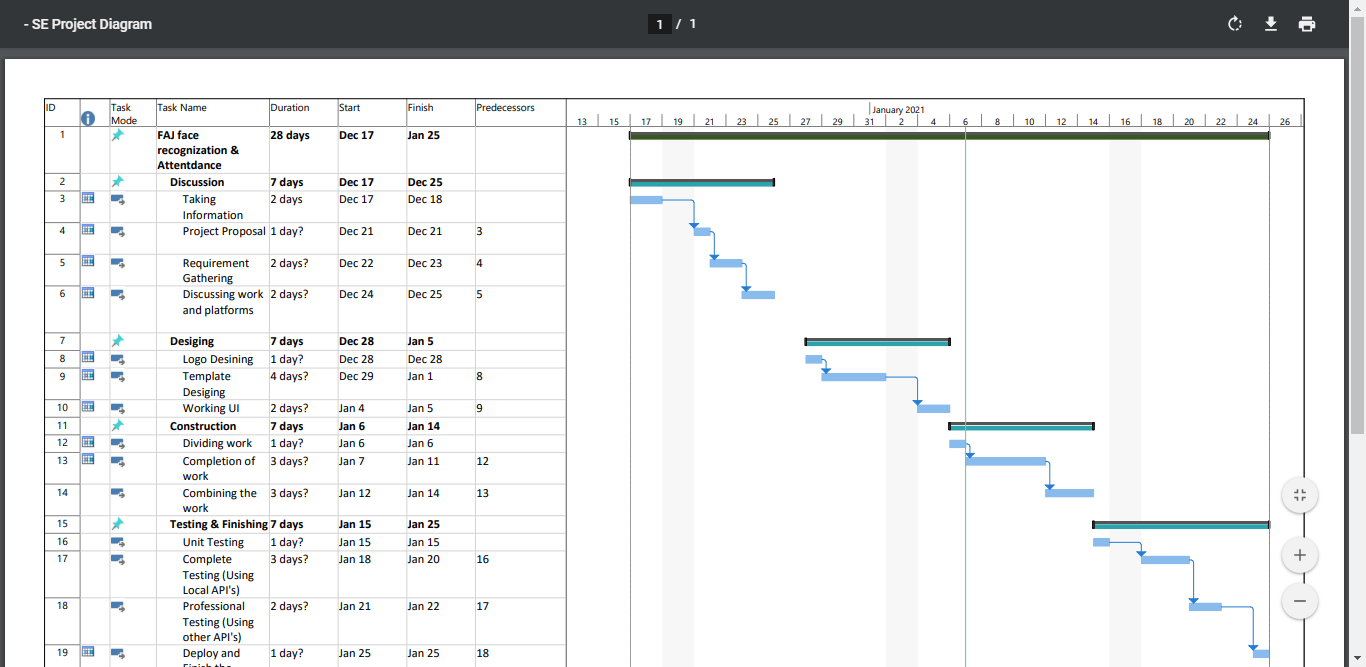 - SE Project Diagram
1 / 1
ID Task Mode Task Name Duration Start Finish Predecessors
January 2021
13 15 17 19 21 23 25 27 29 31 2 4 6 8 10 12 14 16 18 20 22 24 26
1 FAJ face 28 days Dec 17 Jan 25
recognization &
Attentdance
2 Discussion 7 days Dec 17 Dec 25
3 Taking 2 days Dec 17 Dec 18
Information
4 Project Proposal 1 day? Dec 21 Dec 21 3
5 Requirement 2 days? Dec 22 Dec 23 4
Gathering
6 Discussing work 2 days? Dec 24 Dec 25 5
and platforms
7 Desiging 7 days Dec 28 Jan 5
8 Logo Desining 1 day? Dec 28 Dec 28
9 Template 4 days? Dec 29 Jan 1 8
Desiging
10 Working UI 2 days? Jan 4 Jan 5 9
11 Construction 7 days Jan 6 Jan 14
12 Dividing work 1 day? Jan 6 Jan 6
13 Completion of 3 days? Jan 7 Jan 11 12
work
14 Combining the 3 days? Jan 12 Jan 14 13
work
15 Testing & Finishing 7 days Jan 15 Jan 25
16 Unit Testing 1 day? Jan 15 Jan 15
17 Complete 3 days? Jan 18 Jan 20 16
Testing (Using
Local API's)
18 Professional 2 days? Jan 21 Jan 22 17
Testing (Using
other API's)
19 Deploy and 1 day? Jan 25 Jan 25 18